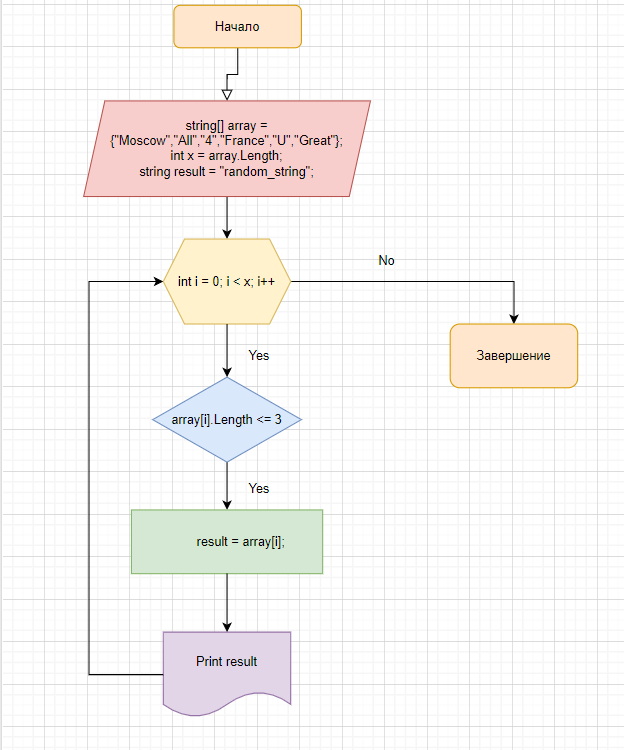 Начало
string[] array =
{"Moscow","All","4","France","U","Great"};
int x = array.Length;
string result = "random_string";
int i = 0; i < x; i++
No
Завершение
Yes
array[i].Length <= 3
Yes
result = array[i];
Print result